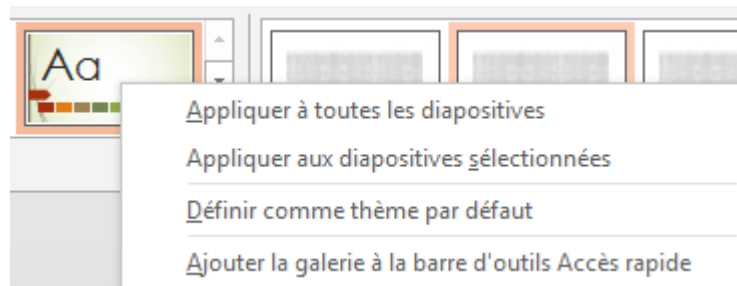 Aa
Appliquer à toutes les diapositives
Appliquer aux diapositives sélectionnées
Définir comme thème par défaut
Ajouter la galerie à la barre d'outils Accès rapide